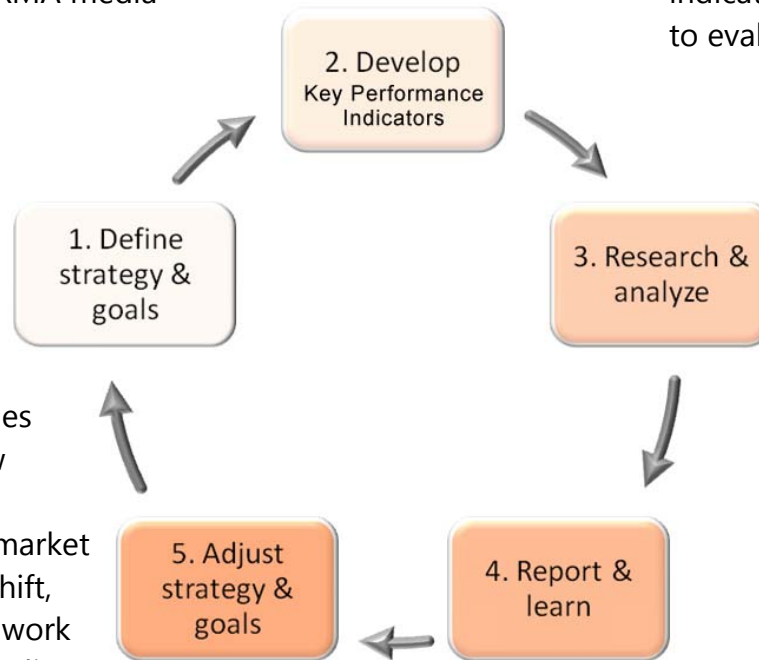 media
to eval
2. Develop
Key Performance
Indicators
1. Define
strategy &
goals
3. Research &
analyze
market
hift,
work
5. Adjust
strategy &
goals
4. Report &
learn